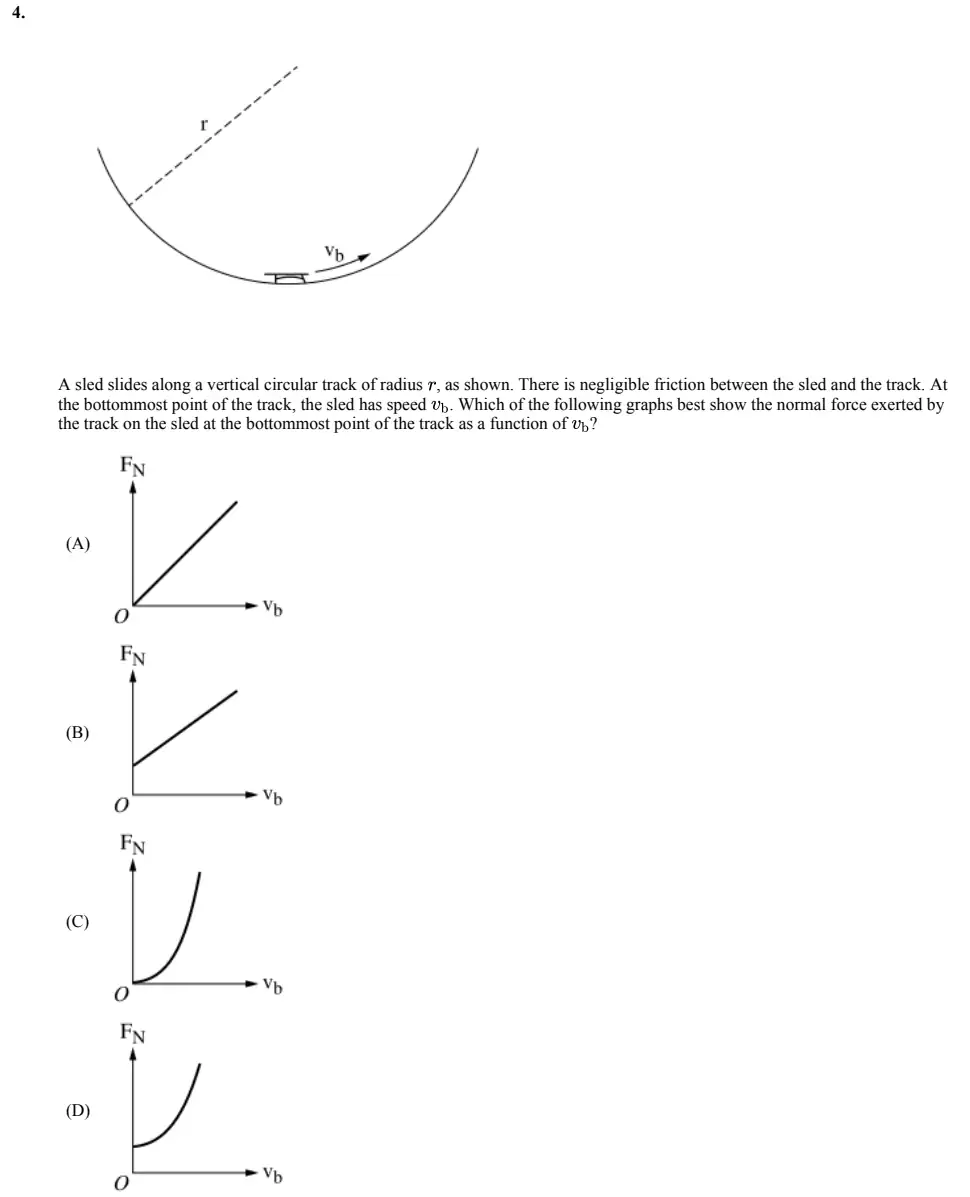 4.
r
vb
A sled slides along a vertical circular track of radius r, as shown. There is negligible friction between the sled and the track. At
the bottommost point of the track, the sled has speed vb. Which of the following graphs best show the normal force exerted by
the track on the sled at the bottommost point of the track as a function of vb?
FN
(A)
O
vb
FN
(B)
O
vb
FN
(C)
O
vb
FN
(D)
O
vb